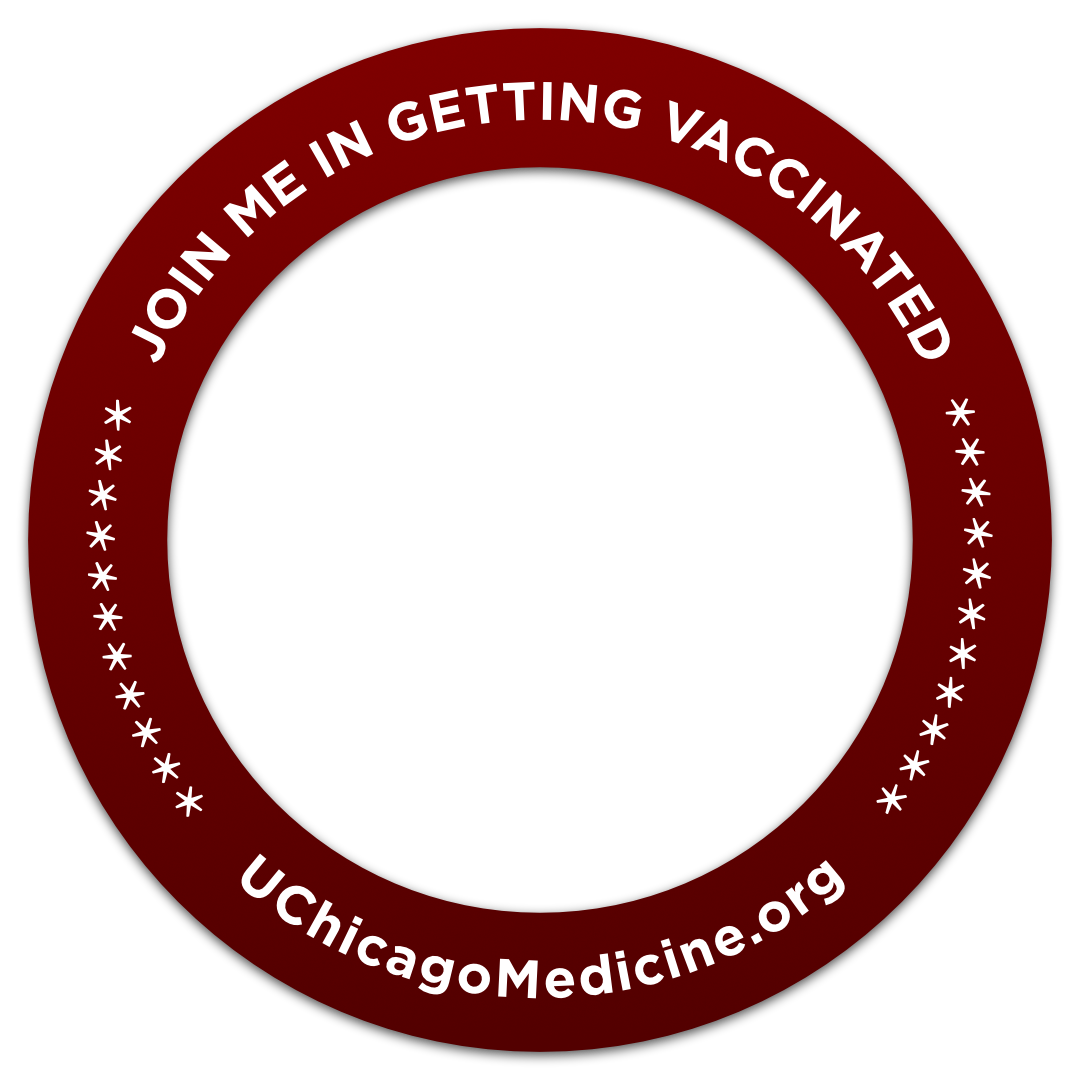 JOIN ME IN GETTING VACCINATED
UChicagoMedicine.org